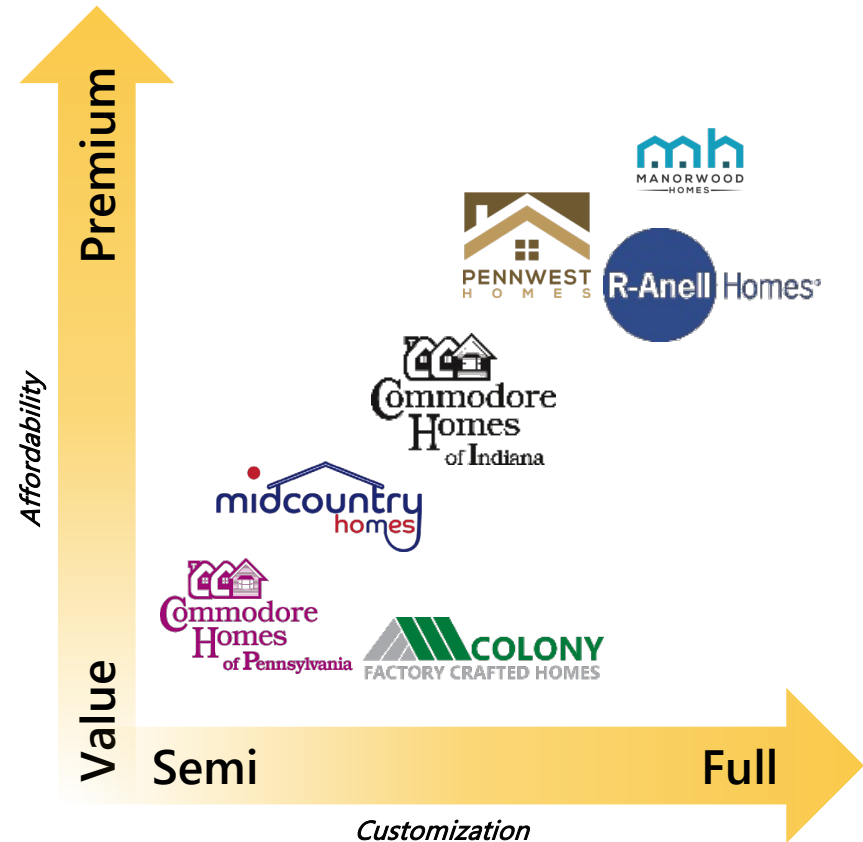 Premium
mh
MANORWOOD
HOMES
PENNWEST
HOMES
R-Anell Homes®
Affordability
Commodore
Homes
of Indiana
midcountry
homes
Commodore
Homes
of Pennsylvania
COLONY
FACTORY CRAFTED HOMES
Value
Semi
Full
Customization